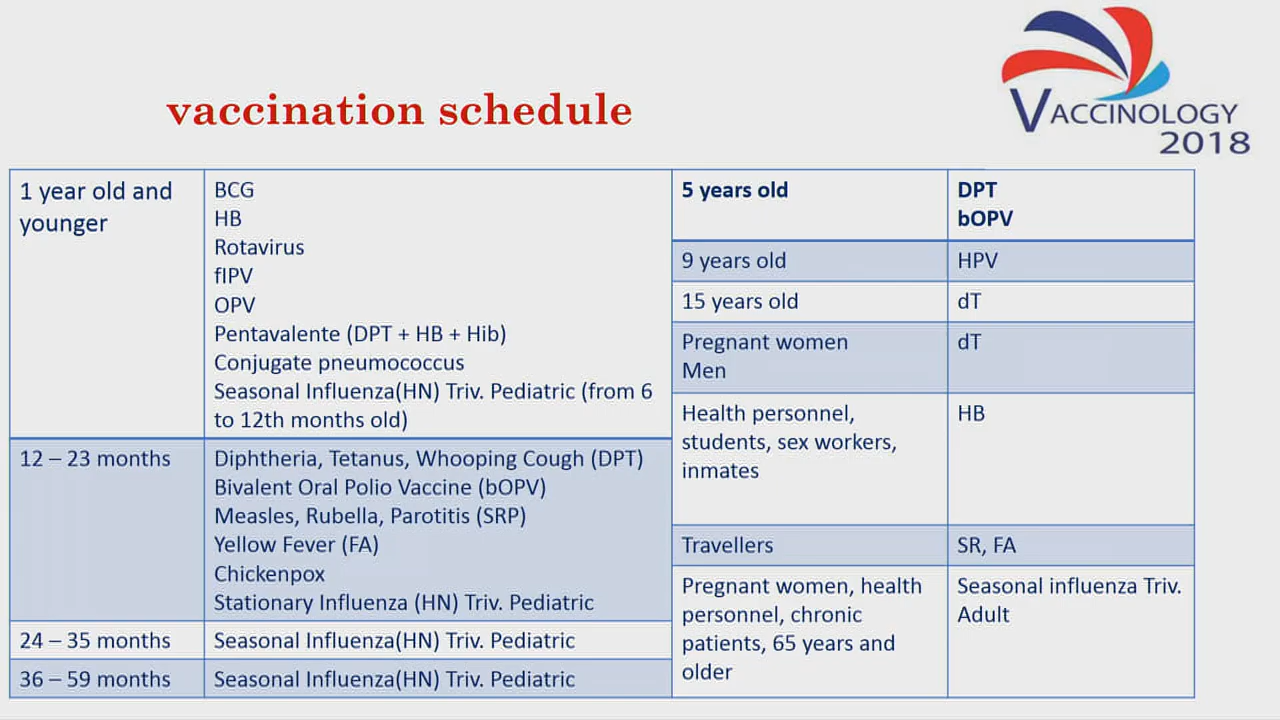 VACCINOLOGY
2018
vaccination schedule
1 year old and
younger
BCG
HB
Rotavirus
fIPV
OPV
Pentavalente (DPT + HB + Hib)
Conjugate pneumococcus
Seasonal Influenza(HN) Triv. Pediatric (from 6
to 12th months old)
12 – 23 months
Diphtheria, Tetanus, Whooping Cough (DPT)
Bivalent Oral Polio Vaccine (bOPV)
Measles, Rubella, Parotitis (SRP)
Yellow Fever (FA)
Chickenpox
Stationary Influenza (HN) Triv. Pediatric
24 – 35 months
Seasonal Influenza(HN) Triv. Pediatric
36 – 59 months
Seasonal Influenza(HN) Triv. Pediatric
5 years old
DPT
bOPV
9 years old
HPV
15 years old
dT
Pregnant women
Men
dT
Health personnel,
students, sex workers,
inmates
HB
Travellers
SR, FA
Pregnant women, health
personnel, chronic
patients, 65 years and
older
Seasonal influenza Triv.
Adult